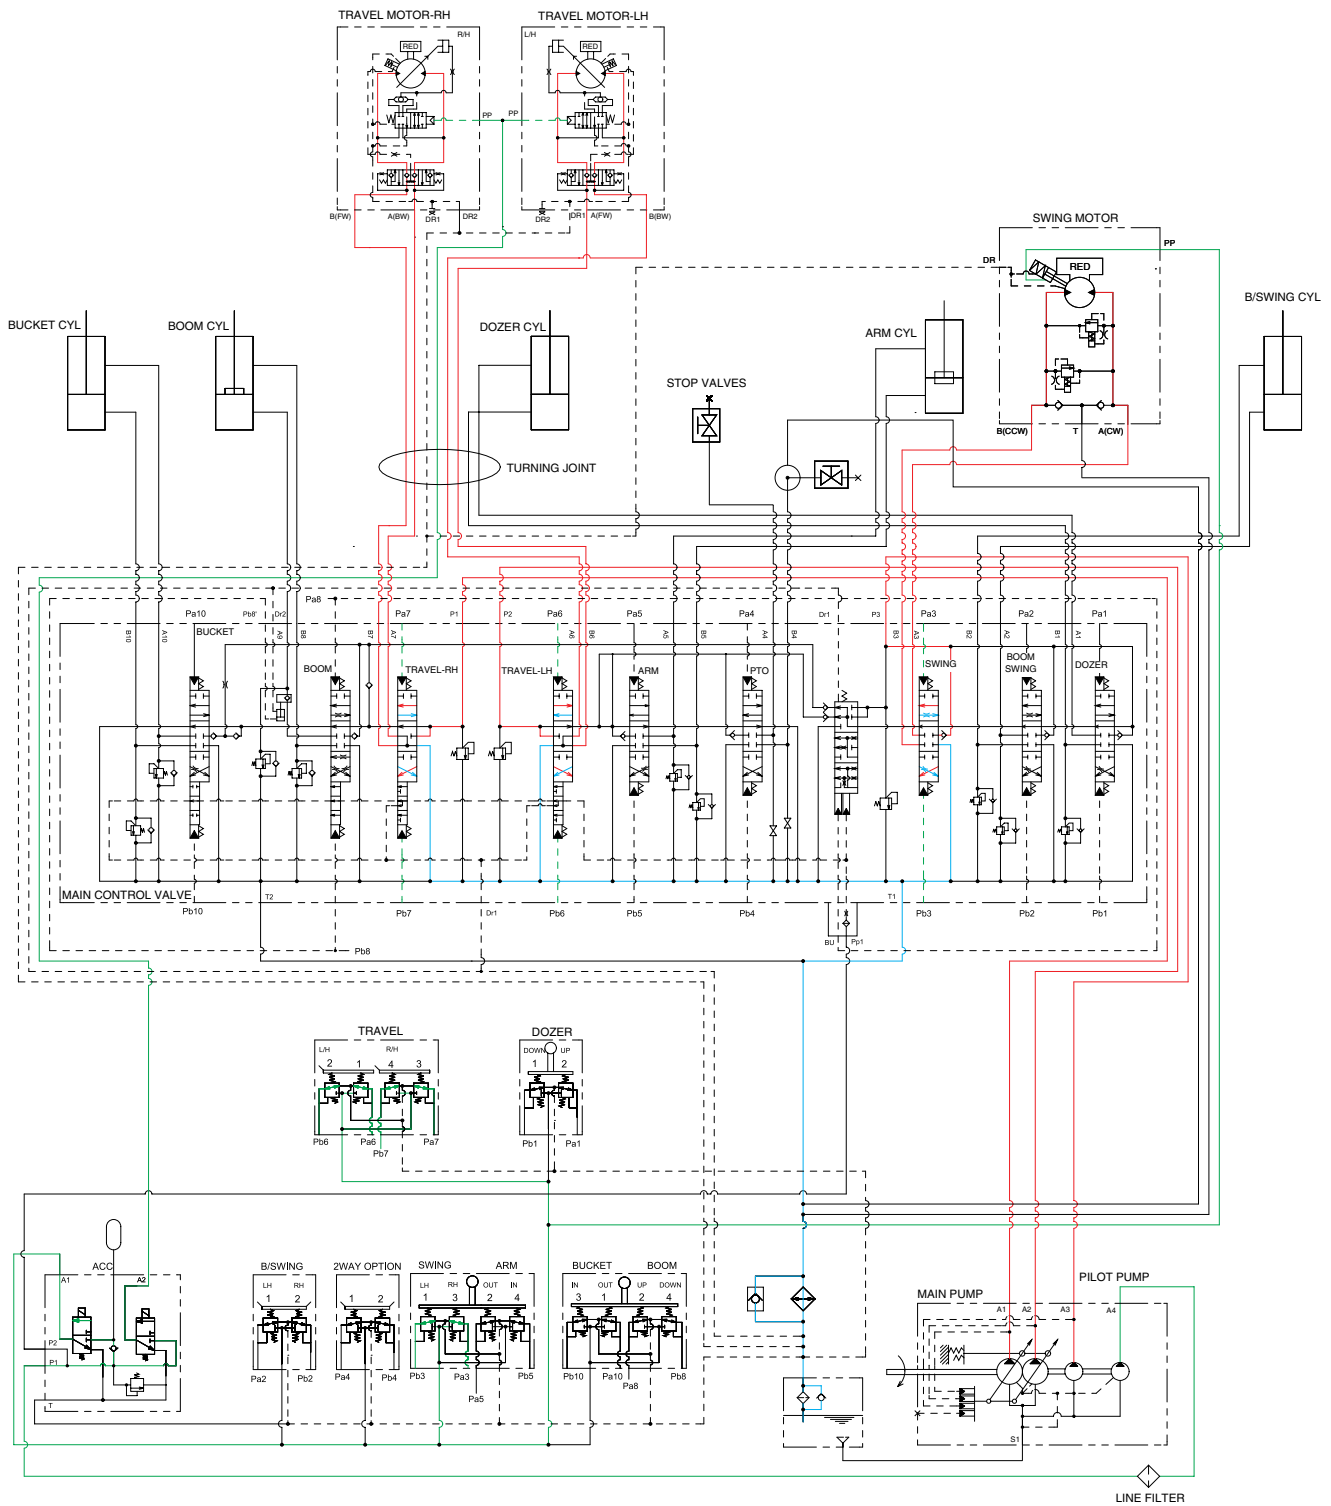 TRAVEL MOTOR-RH TRAVEL MOTOR-LH
R/H L/H
RED RED
PP PP
B(FW) A(BW) DR1 DR2 DR2 DR1 A(FW) B(BW)
SWING MOTOR
PP
DR
RED
B(CCW) T A(CW)
BUCKET CYL BOOM CYL DOZER CYL ARM CYL B/SWING CYL
STOP VALVES
TURNING JOINT
Pa8
Pa10 Pb8' Dr2 Pa7 P1 P2 Pa6 Pa5 Pa4 Dr1 P3 Pa3 Pa2 Pa1
B10 A10 A9 B8 B7 A7 A6 B6 A5 B5 A4 B4 B3 A3 B2 A2 B1 A1
BUCKET
BOOM TRAVEL-RH TRAVEL-LH ARM PTO SWING BOOM SWING DOZER
MAIN CONTROL VALVE
T2 T1
Pb10 Pb7 Dr1 Pb6 Pb5 Pb4 Pb3 Pb2 Pb1
BU Pp1
Pb8
TRAVEL DOZER
L/H R/H
2 1 4 3
DOWN UP
1 2
Pb6 Pa6 Pa7
Pb7
Pb1 Pa1
ACC
A1 A2
P2
P1
T
B/SWING
LH RH
1 2
Pa2 Pb2
2WAY OPTION
1 2
Pa4 Pb4
SWING ARM
LH RH OUT IN
1 3 2 4
Pb3 Pa3 Pb5
Pa5
BUCKET BOOM
IN OUT UP DOWN
3 1 2 4
Pb10 Pa10 Pb8
Pa8
PILOT PUMP
MAIN PUMP
A1 A2 A3 A4
S1
LINE FILTER